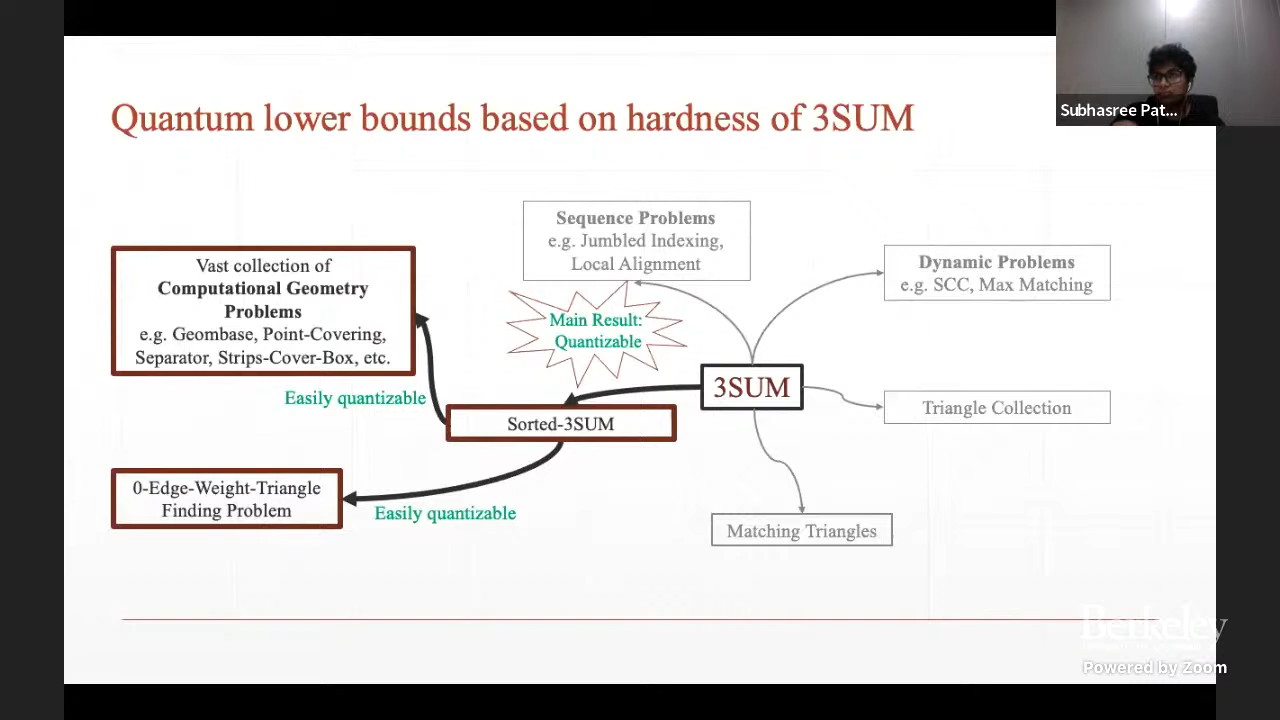 Subhasree Pat...
Quantum lower bounds based on hardness of 3SUM
Sequence Problems
e.g. Jumbled Indexing,
Local Alignment
Dynamic Problems
e.g. SCC, Max Matching
Vast collection of
Computational Geometry
Problems
e.g. Geombase, Point-Covering,
Separator, Strips-Cover-Box, etc.
Main Result:
Quantizable
3SUM
Easily quantizable
Sorted-3SUM
Triangle Collection
0-Edge-Weight-Triangle
Finding Problem
Easily quantizable
Matching Triangles
Berkeley
Powered by Zoom